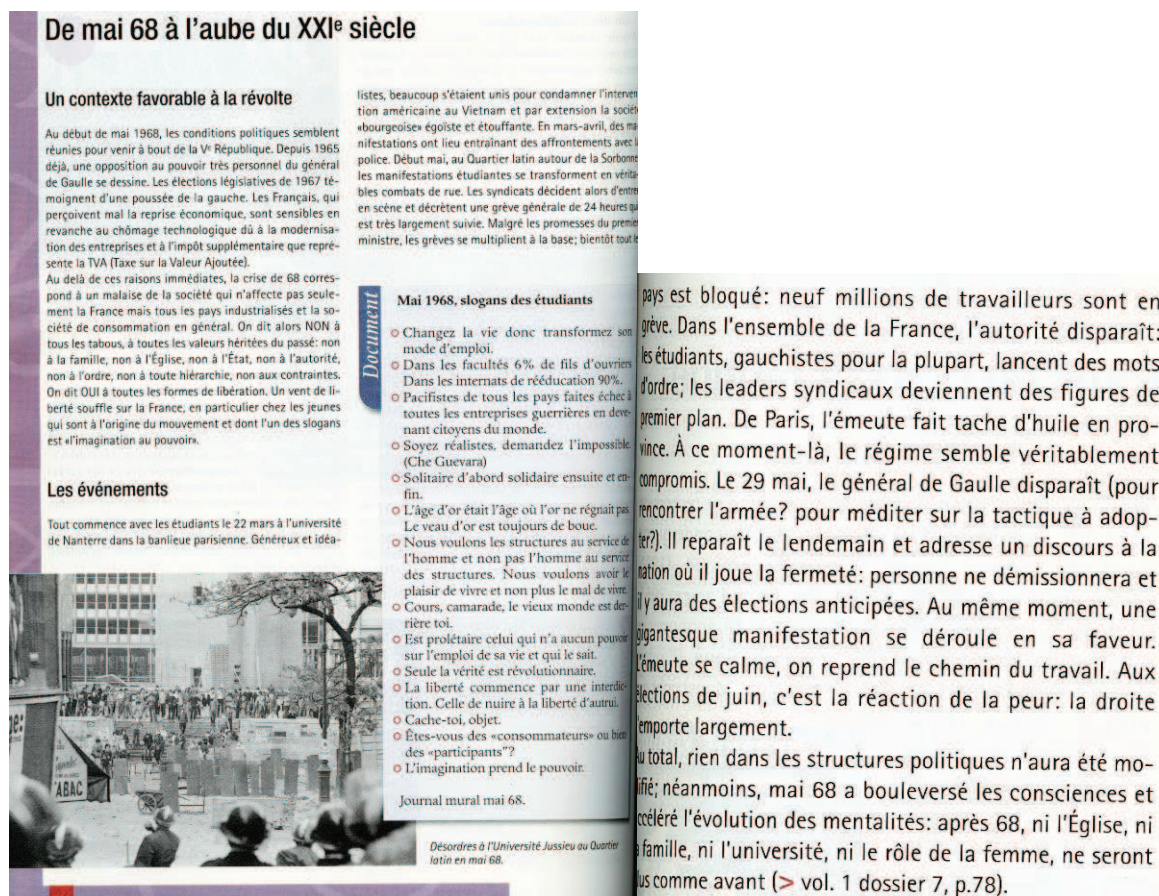 De mai 68 à l'aube du XXIe siècle
Un contexte favorable à la révolte
Au début de mai 1968, les conditions politiques semblent
réunies pour venir à bout de la Ve République. Depuis 1965
déjà, une opposition au pouvoir très personnel du général
de Gaulle se dessine. Les élections législatives de 1967 té-
moignent d'une poussée de la gauche. Les Français, qui
perçoivent mal la reprise économique, sont sensibles en
revanche au chômage technologique dû à la modernisa-
tion des entreprises et à l'impôt supplémentaire que repré-
sente la TVA (Taxe sur la Valeur Ajoutée).
Au delà de ces raisons immédiates, la crise de 68 corres-
pond à un malaise de la société qui n'affecte pas seule-
ment la France mais tous les pays industrialisés et la so-
ciété de consommation en général. On dit alors NON à
tous les tabous, à toutes les valeurs héritées du passé: non
à la famille, non à l'Église, non à l'État, non à l'autorité,
non à l'ordre, non à toute hiérarchie, non aux contraintes.
On dit OUI à toutes les formes de libération. Un vent de li-
berté souffle sur la France, en particulier chez les jeunes
qui sont à l'origine du mouvement et dont l'un des slogans
est «l'imagination au pouvoir».
Les événements
Tout commence avec les étudiants le 22 mars à l'université
de Nanterre dans la banlieue parisienne. Généreux et idéa-
listes, beaucoup s'étaient unis pour condamner l'interven
tion américaine au Vietnam et par extension la société
«bourgeoise» égoïste et étouffante. En mars-avril, des ma
nifestations ont lieu entraînant des affrontements avec l
police. Début mai, au Quartier latin autour de la Sorbonne
les manifestations étudiantes se transforment en vérita
bles combats de rue. Les syndicats décident alors d'entre
en scène et décrètent une grève générale de 24 heures qu
est très largement suivie. Malgré les promesses du premie
ministre, les grèves se multiplient à la base; bientôt tout le
Document
Mai 1968, slogans des étudiants
Changez la vie donc transformez son
mode d'emploi.
Dans les facultés 6% de fils d'ouvriers
Dans les internats de rééducation 90%.
Pacifistes de tous les pays faites échec à
toutes les entreprises guerrières en deve-
nant citoyens du monde.
Soyez réalistes, demandez l'impossible.
(Che Guevara)
Solitaire d'abord solidaire ensuite et en-
fin.
L'âge d'or était l'âge où l'or ne régnait pas
Le veau d'or est toujours de boue.
Nous voulons les structures au service de
l'homme et non pas l'homme au service
des structures. Nous voulons avoir le
plaisir de vivre et non plus le mal de vivre.
Cours, camarade, le vieux monde est der-
rière toi.
Est prolétaire celui qui n'a aucun pouvoir
sur l'emploi de sa vie et qui le sait.
Seule la vérité est révolutionnaire.
La liberté commence par une interdic-
tion. Celle de nuire à la liberté d'autrui.
Cache-toi, objet.
Êtes-vous des «consommateurs» ou bien
des «participants"?
L'imagination prend le pouvoir.
Journal mural mai 68.
TABAC
Désordres à l'Université Jussieu au Quartier
latin en mai 68.
pays est bloqué: neuf millions de travailleurs sont en
grève. Dans l'ensemble de la France, l'autorité disparaît:
les étudiants, gauchistes pour la plupart, lancent des mots
d'ordre; les leaders syndicaux deviennent des figures de
premier plan. De Paris, l'émeute fait tache d'huile en pro-
vince. À ce moment-là, le régime semble véritablement
compromis. Le 29 mai, le général de Gaulle disparaît (pour
rencontrer l'armée? pour méditer sur la tactique à adop-
ter?). Il reparaît le lendemain et adresse un discours à la
nation où il joue la fermeté: personne ne démissionnera et
il y aura des élections anticipées. Au même moment, une
gigantesque manifestation se déroule en sa faveur.
L'émeute se calme, on reprend le chemin du travail. Aux
élections de juin, c'est la réaction de la peur: la droite
l'emporte largement.
Au total, rien dans les structures politiques n'aura été mo-
difié; néanmoins, mai 68 a bouleversé les consciences et
accéléré l'évolution des mentalités: après 68, ni l'Église, ni
la famille, ni l'université, ni le rôle de la femme, ne seront
plus comme avant (> vol. 1 dossier 7, p.78).